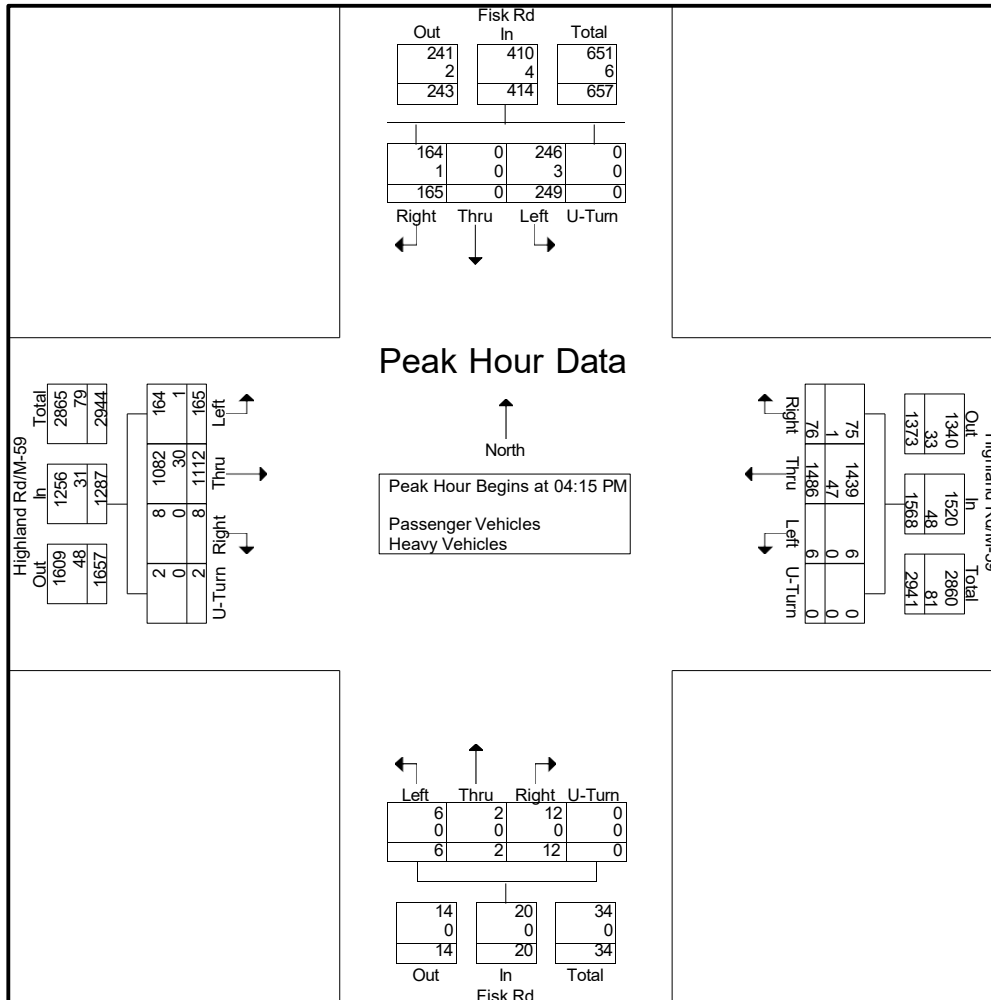 Fisk Rd
Out In Total
241 410 651
2 4 6
243 414 657
164 0 246 0
1 0 3 0
165 0 249 0
Right Thru Left U-Turn
Peak Hour Data
North
Peak Hour Begins at 04:15 PM
Passenger Vehicles
Heavy Vehicles
Highland Rd/M-59
Out In Total
1609 1256 2865
48 31 79
1657 1287 2944
2 8 1082 164
0 0 30 1
2 8 1112 165
U-Turn Right Thru Left
Highland Rd/M-59
Out In Total
1340 1520 2860
33 48 81
1373 1568 2941
75 1439 6 0
1 47 0 0
76 1486 6 0
Right Thru Left U-Turn
Left Thru Right U-Turn
6 2 12 0
0 0 0 0
6 2 12 0
14 20 34
0 0 0
14 20 34
Out In Total
Fisk Rd